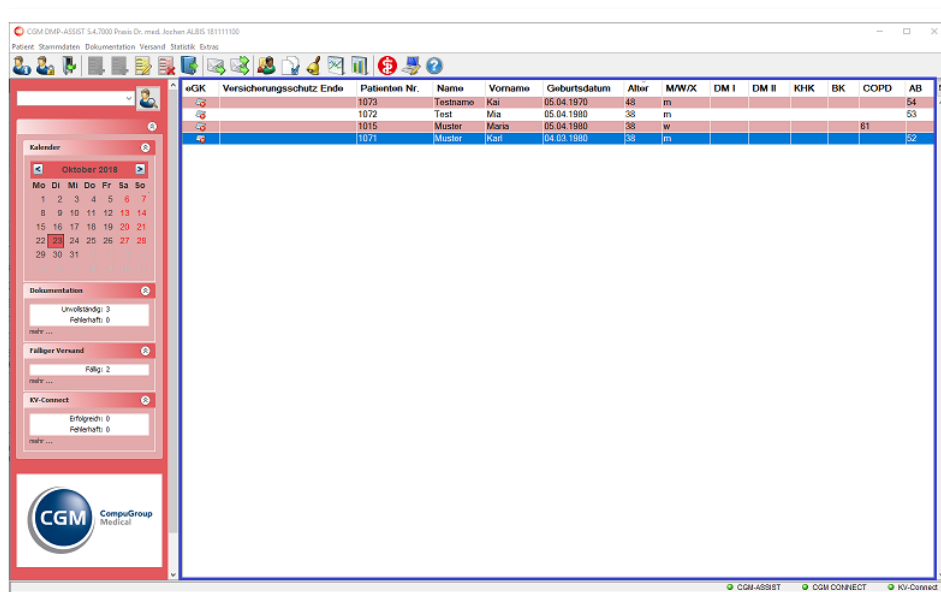 CGM DMP-ASSIST 5.4.7000 Praxis Dr. med. Jochen ALBIS 181111100
Patient Stammdaten Dokumentation Versand Statistik Extras
eGK Versicherungsschutz Ende Patienten Nr. Name Vorname Geburtsdatum Alter M/W/X DM I DM II KHK BK COPD AB
1073 Testname Kai 05.04.1970 48 m 54
1072 Test Mia 05.04.1980 38 m 53
1015 Muster Maria 05.04.1980 38 w 61
1071 Muster Karl 04.03.1980 38 m 52
Kalender
Oktober 2018
Mo Di Mi Do Fr Sa So
1 2 3 4 5 6 7
8 9 10 11 12 13 14
15 16 17 18 19 20 21
22 23 24 25 26 27 28
29 30 31
Dokumentation
Unvollständig: 3
Fehlerhaft: 0
mehr ...
Fälliger Versand
Fällig: 2
mehr ...
KV-Connect
Erfolgreich: 0
Fehlerhaft: 0
mehr ...
CGM CompuGroup
Medical
CGM-ASSIST CGM CONNECT KV-Connect